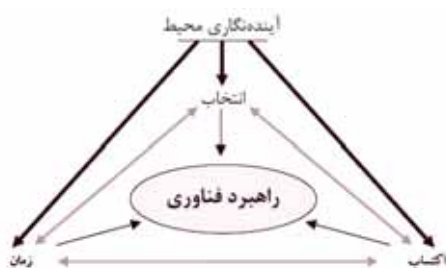 آینده‌نگاری محیط
انتخاب
راهبرد فناوری
اکتساب
زمان